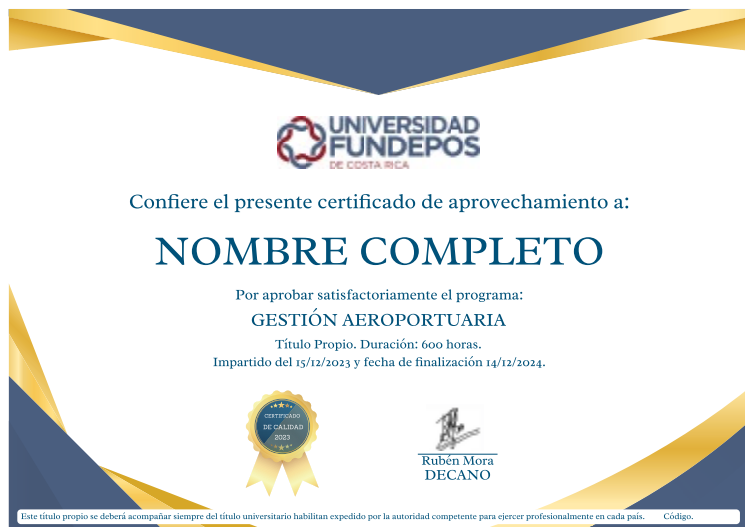 UNIVERSIDAD
FUNDEPOS
DE COSTA RICA
Confiere el presente certificado de aprovechamiento a:
NOMBRE COMPLETO
Por aprobar satisfactoriamente el programa:
GESTIÓN AEROPORTUARIA
Título Propio. Duración: 600 horas.
Impartido del 15/12/2023 y fecha de finalización 14/12/2024.
CERTIFICADO
DE CALIDAD
2023
Rubén Mora
DECANO
Este título propio se deberá acompañar siempre del título universitario habilitan expedido por la autoridad competente para ejercer profesionalmente en cada país. Código.